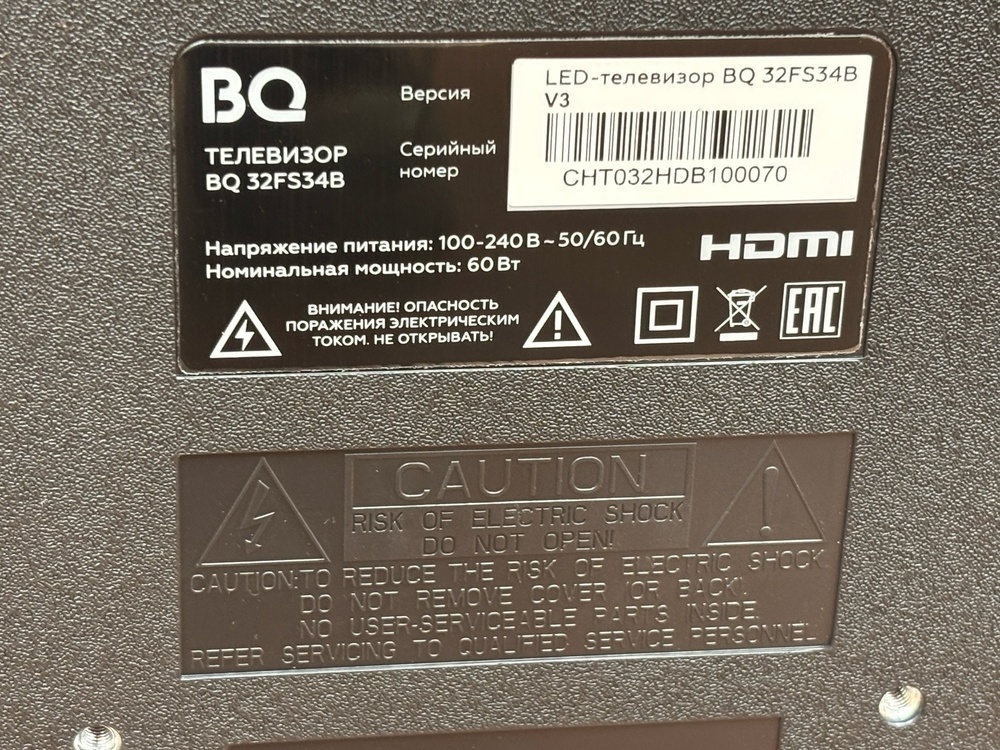 BQ
ТЕЛЕВИЗОР
BQ 32FS34B
Версия
Серийный
номер
LED-телевизор BQ 32FS34B
V3
CHT032HDB100070
Напряжение питания: 100-240 В ~ 50/60 Гц
Номинальная мощность: 60 Вт
HDMI
ВНИМАНИЕ! ОПАСНОСТЬ
ПОРАЖЕНИЯ ЭЛЕКТРИЧЕСКИМ
ТОКОМ. НЕ ОТКРЫВАТЬ!
EAC
CAUTION
RISK OF ELECTRIC SHOCK
DO NOT OPEN!
CAUTION:TO REDUCE THE RISK OF ELECTRIC SHOCK
DO NOT REMOVE COVER (OR BACK).
NO USER-SERVICEABLE PARTS INSIDE.
REFER SERVICING TO QUALIFIED SERVICE PERSONNEL